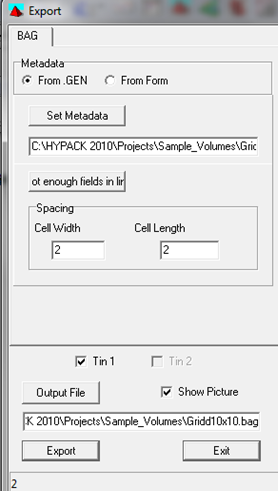 Export
BAG
Metadata
From .GEN From Form
Set Metadata
C:\HYPACK 2010\Projects\Sample_Volumes\Gric
ot enough fields in lir
Spacing
Cell Width Cell Length
2 2
Tin 1 Tin 2
Output File Show Picture
K 2010\Projects\Sample_Volumes\Gridd10x10.bag
Export Exit
2